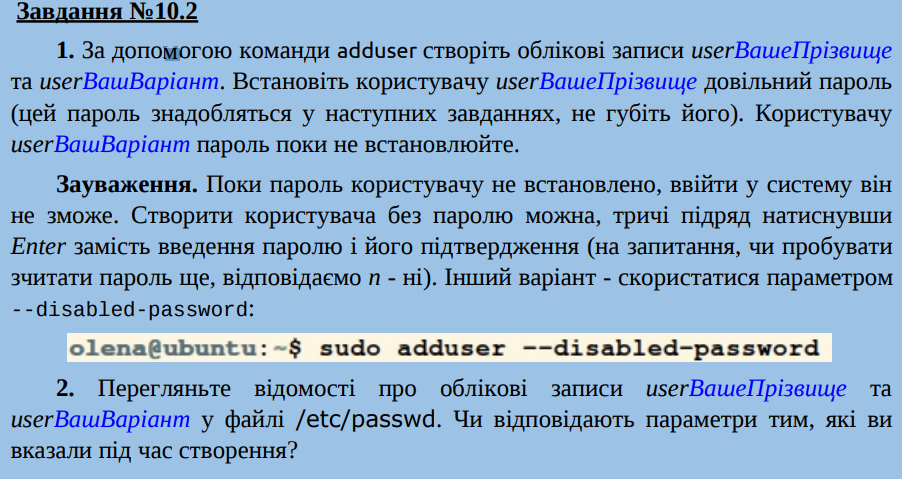 Завдання №10.2
1. За допомогою команди adduser створіть облікові записи userВашеПрізвище
та userВашВаріант. Встановіть користувачу userВашеПрізвище довільний пароль
(цей пароль знадобляться у наступних завданнях, не губіть його). Користувачу
userВашВаріант пароль поки не встановлюйте.
Зауваження. Поки пароль користувачу не встановлено, ввійти у систему він
не зможе. Створити користувача без паролю можна, тричі підряд натиснувши
Enter замість введення паролю і його підтвердження (на запитання, чи пробувати
зчитати пароль ще, відповідаємо n - ні). Інший варіант - скористатися параметром
--disabled-password:
olena@ubuntu:~$ sudo adduser --disabled-password
2. Перегляньте відомості про облікові записи userВашеПрізвище та
userВашВаріант у файлі /etc/passwd. Чи відповідають параметри тим, які ви
вказали під час створення?